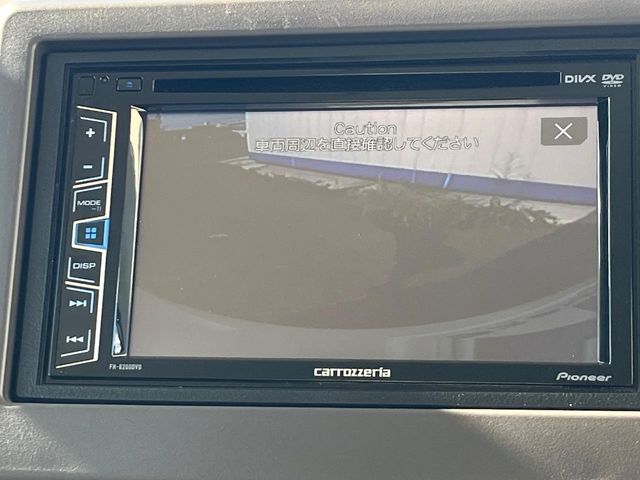 DIVX DVD
VIDEO
Caution
車両周辺を直接確認してください
+
−
MODE
DISP
FH-6200DVD
carrozzeria
Pioneer